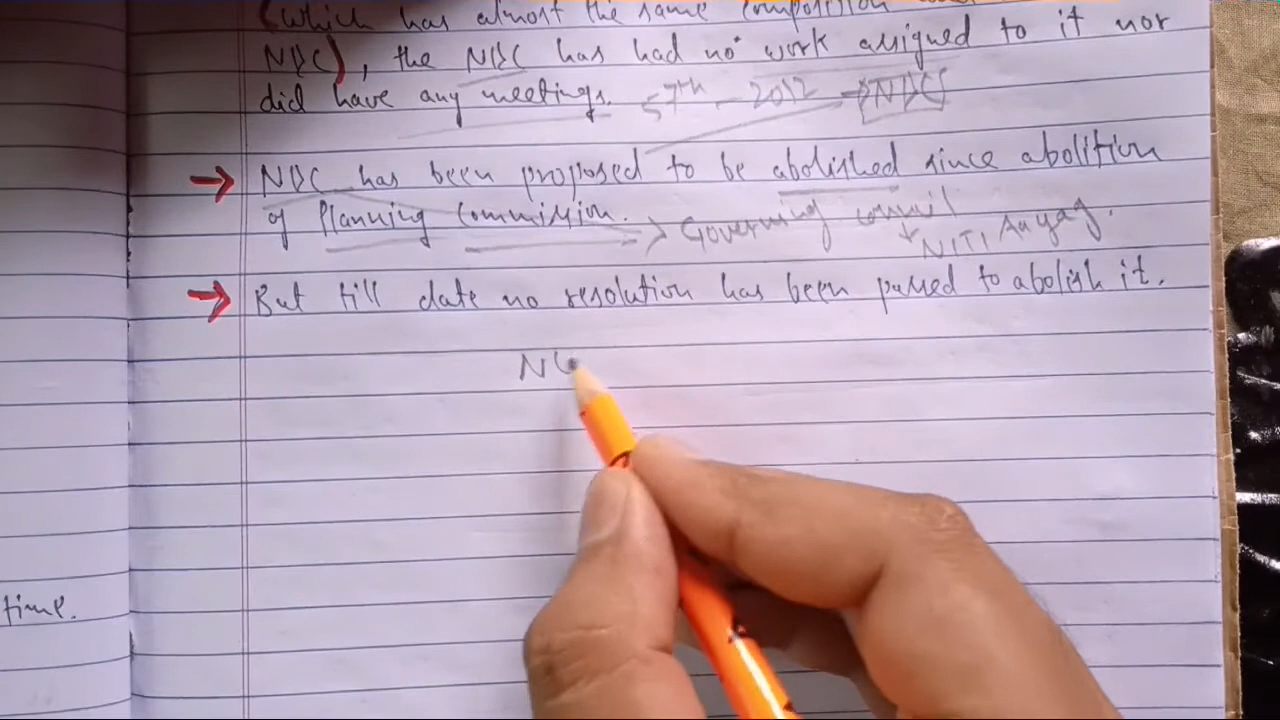 (which has almost the same composition
NDC), the NDC has had no work assigned to it nor
did have any meetings. 57th - 2012 → NDC
→ NDC has been proposed to be abolished since abolition
of Planning Commission. → Governing council
↓ NITI Aayag.
→ But till date no resolution has been passed to abolish it.
N
time.